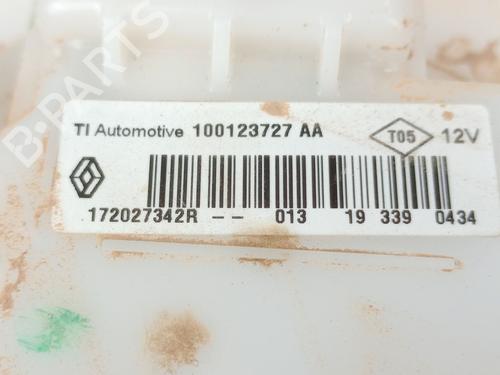 TI Automotive 100123727 AA T05 12V
172027342R -- 013 19 339 0434
B-PARTS